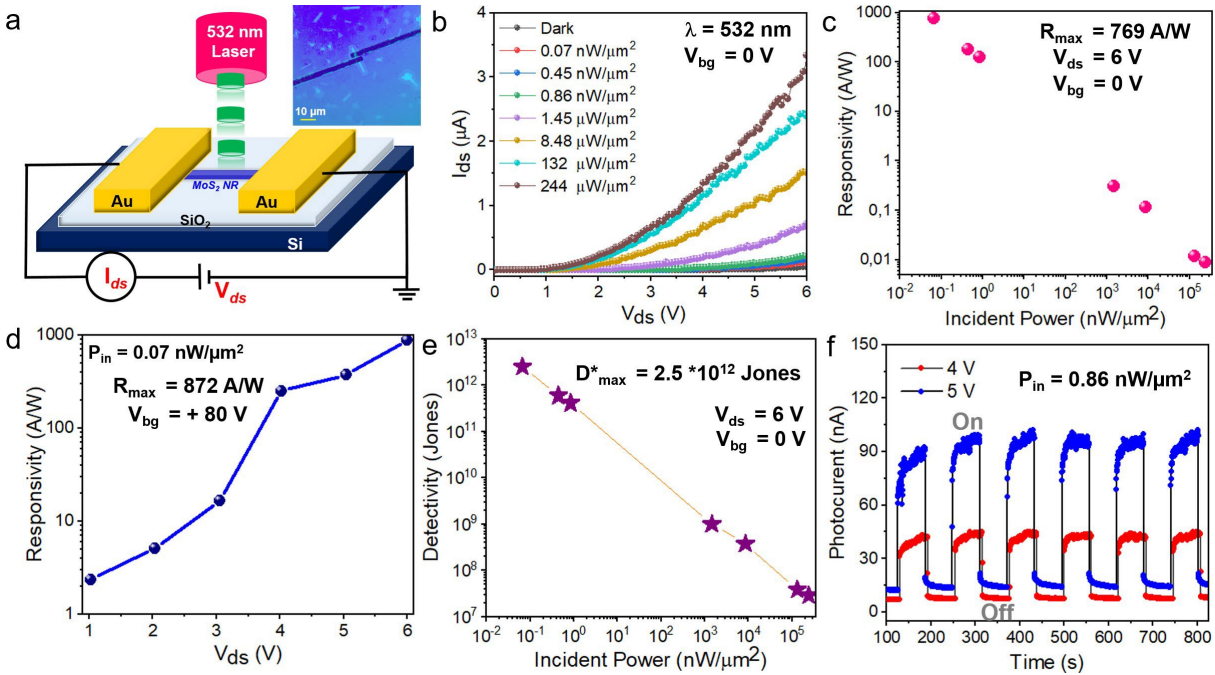 a
532 nm
Laser
10 µm
Au
MoS2 NR
Au
SiO2
Si
Ids
Vds
b
λ = 532 nm
Vbg = 0 V
Dark
0.07 nW/µm²
0.45 nW/µm²
0.86 nW/µm²
1.45 µW/µm²
8.48 µW/µm²
132 µW/µm²
244 µW/µm²
4
3
2
1
0
Ids (µA)
0 1 2 3 4 5 6
Vds (V)
c
Rmax = 769 A/W
Vds = 6 V
Vbg = 0 V
1000
100
10
1
0,1
0,01
Responsivity (A/W)
10-2 10-1 100 101 102 103 104 105
Incident Power (nW/µm²)
d
Pin = 0.07 nW/µm²
Rmax = 872 A/W
Vbg = + 80 V
1000
100
10
1
Responsivity (A/W)
1 2 3 4 5 6
Vds (V)
e
D*max = 2.5 *10¹² Jones
Vds = 6 V
Vbg = 0 V
10¹³
10¹²
10¹¹
10¹⁰
10⁹
10⁸
10⁷
Detectivity (Jones)
10-2 10-1 100 101 102 103 104 105
Incident Power (nW/µm²)
f
4 V
5 V
Pin = 0.86 nW/µm²
On
Off
150
120
90
60
30
0
Photocurent (nA)
100 200 300 400 500 600 700 800
Time (s)